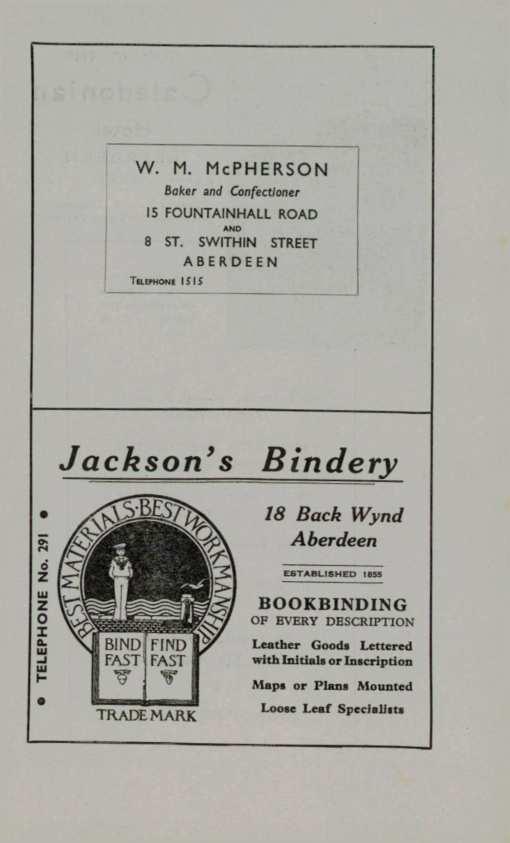 W. M. McPHERSON
Baker and Confectioner
15 FOUNTAINHALL ROAD
AND
8 ST. SWITHIN STREET
ABERDEEN
TELEPHONE 1515
Jackson's Bindery
TELEPHONE No. 291
BEST MATERIALS·BEST WORKMANSHIP
BIND FAST
FIND FAST
TRADE MARK
18 Back Wynd
Aberdeen
ESTABLISHED 1855
BOOKBINDING
OF EVERY DESCRIPTION
Leather Goods Lettered
with Initials or Inscription
Maps or Plans Mounted
Loose Leaf Specialists